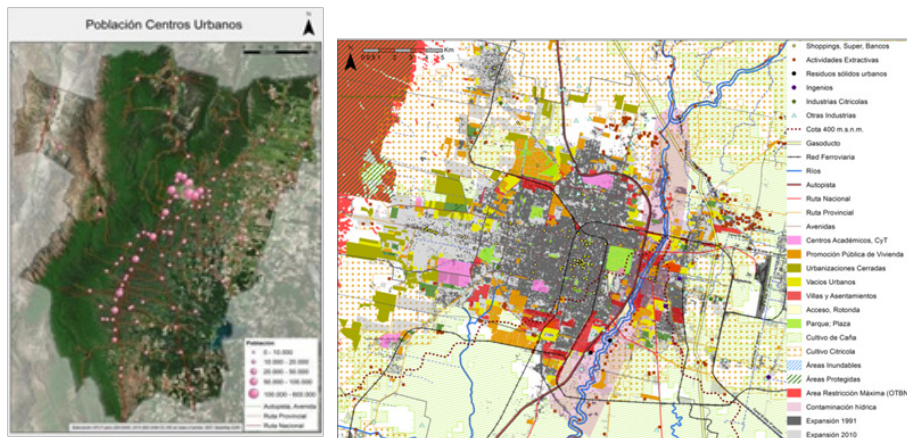 Población Centros Urbanos
N
Población
0 - 10.000
10.000 - 20.000
20.000 - 50.000
50.000 - 100.000
100.000 - 600.000
Autopista, Avenida
Ruta Provincial
Ruta Nacional
Km
Shoppings, Super, Bancos
Actividades Extractivas
Residuos sólidos urbanos
Ingenios
Industrias Citrícolas
Otras Industrias
Cota 400 m.s.n.m.
Gasoducto
Red Ferroviaria
Ríos
Autopista
Ruta Nacional
Ruta Provincial
Avenidas
Centros Académicos, CyT
Promoción Pública de Vivienda
Urbanizaciones Cerradas
Vacíos Urbanos
Villas y Asentamientos
Acceso, Rotonda
Parque; Plaza
Cultivo de Caña
Cultivo Citrícola
Áreas Inundables
Áreas Protegidas
Area Restricción Máxima (OTBN
Contaminación hídrica
Expansión 1991
Expansión 2010